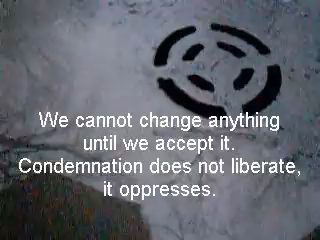 We cannot change anything
until we accept it.
Condemnation does not liberate,
it oppresses.